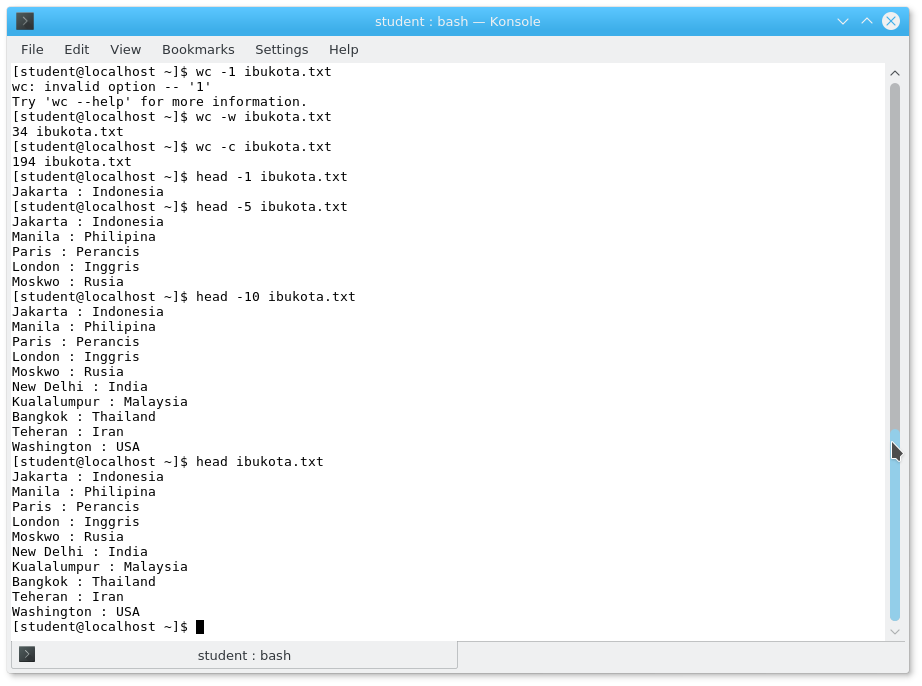 student : bash — Konsole
File Edit View Bookmarks Settings Help
[student@localhost ~]$ wc -1 ibukota.txt
wc: invalid option -- '1'
Try 'wc --help' for more information.
[student@localhost ~]$ wc -w ibukota.txt
34 ibukota.txt
[student@localhost ~]$ wc -c ibukota.txt
194 ibukota.txt
[student@localhost ~]$ head -1 ibukota.txt
Jakarta : Indonesia
[student@localhost ~]$ head -5 ibukota.txt
Jakarta : Indonesia
Manila : Philipina
Paris : Perancis
London : Inggris
Moskwo : Rusia
[student@localhost ~]$ head -10 ibukota.txt
Jakarta : Indonesia
Manila : Philipina
Paris : Perancis
London : Inggris
Moskwo : Rusia
New Delhi : India
Kualalumpur : Malaysia
Bangkok : Thailand
Teheran : Iran
Washington : USA
[student@localhost ~]$ head ibukota.txt
Jakarta : Indonesia
Manila : Philipina
Paris : Perancis
London : Inggris
Moskwo : Rusia
New Delhi : India
Kualalumpur : Malaysia
Bangkok : Thailand
Teheran : Iran
Washington : USA
[student@localhost ~]$
student : bash